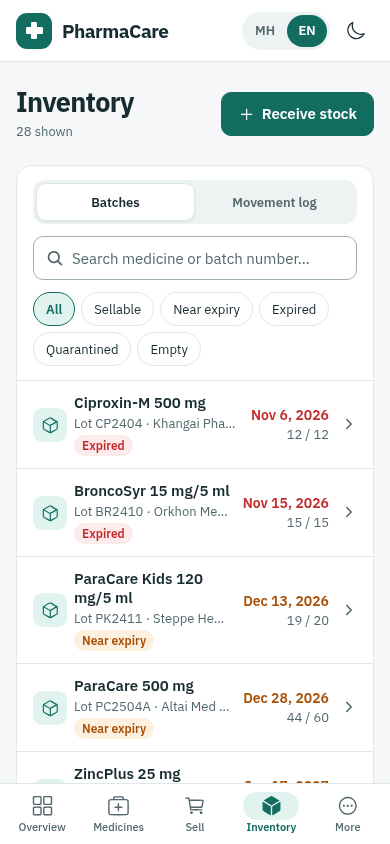 PharmaCare
MH
EN
Inventory
28 shown
Receive stock
Batches
Movement log
Search medicine or batch number...
All
Sellable
Near expiry
Expired
Quarantined
Empty
Ciproxin-M 500 mg
Lot CP2404 · Khangai Pha...
Expired
Nov 6, 2026
12 / 12
BroncoSyr 15 mg/5 ml
Lot BR2410 · Orkhon Me...
Expired
Nov 15, 2026
15 / 15
ParaCare Kids 120
mg/5 ml
Lot PK2411 · Steppe He...
Near expiry
Dec 13, 2026
19 / 20
ParaCare 500 mg
Lot PC2504A · Altai Med ...
Near expiry
Dec 28, 2026
44 / 60
ZincPlus 25 mg
Overview
Medicines
Sell
Inventory
More